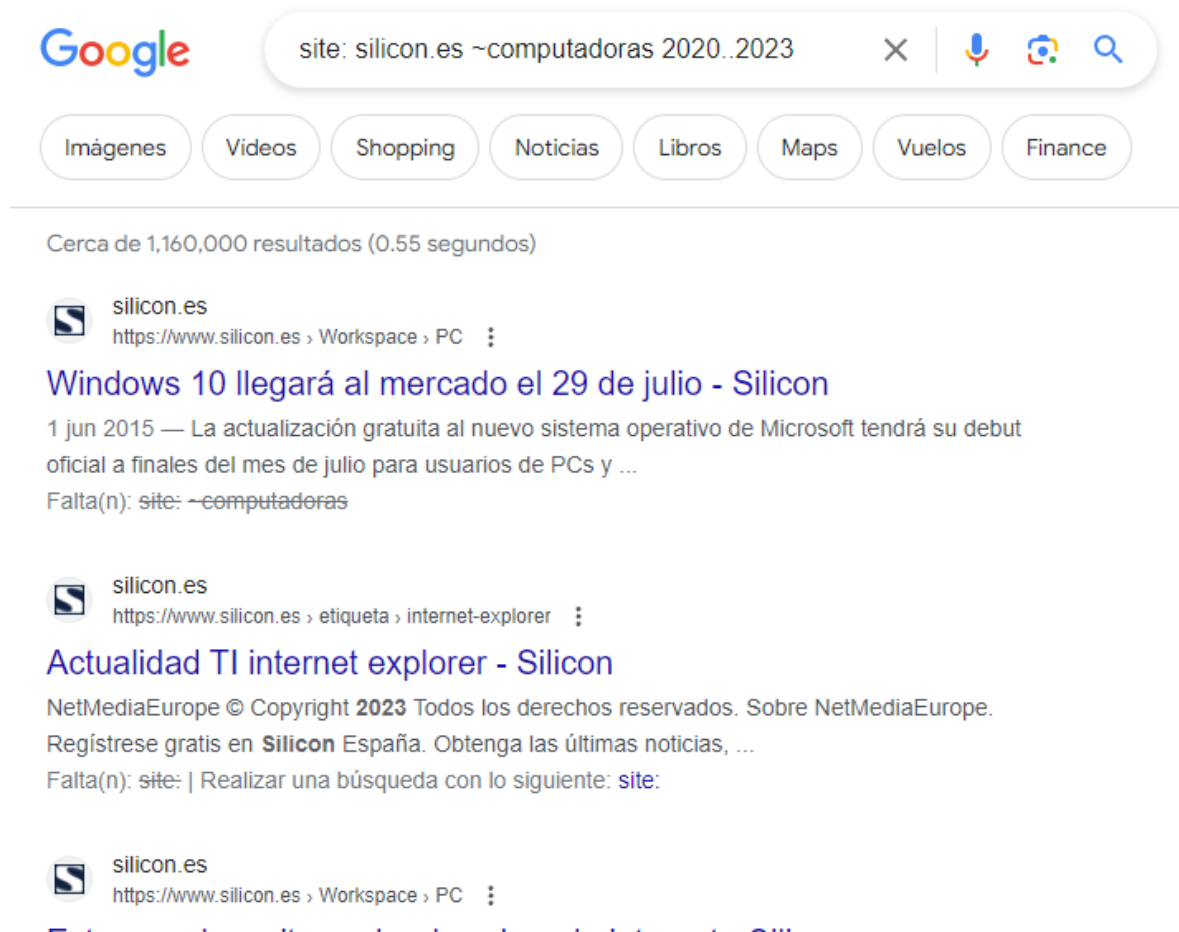 Google
site: silicon.es ~computadoras 2020..2023
Imágenes
Videos
Shopping
Noticias
Libros
Maps
Vuelos
Finance
Cerca de 1,160,000 resultados (0.55 segundos)
silicon.es
https://www.silicon.es › Workspace › PC
Windows 10 llegará al mercado el 29 de julio - Silicon
1 jun 2015 — La actualización gratuita al nuevo sistema operativo de Microsoft tendrá su debut
oficial a finales del mes de julio para usuarios de PCs y ...
Falta(n): site: ~computadoras
silicon.es
https://www.silicon.es › etiqueta › internet-explorer
Actualidad TI internet explorer - Silicon
NetMediaEurope © Copyright 2023 Todos los derechos reservados. Sobre NetMediaEurope.
Regístrese gratis en Silicon España. Obtenga las últimas noticias, ...
Falta(n): site: | Realizar una búsqueda con lo siguiente: site:
silicon.es
https://www.silicon.es › Workspace › PC